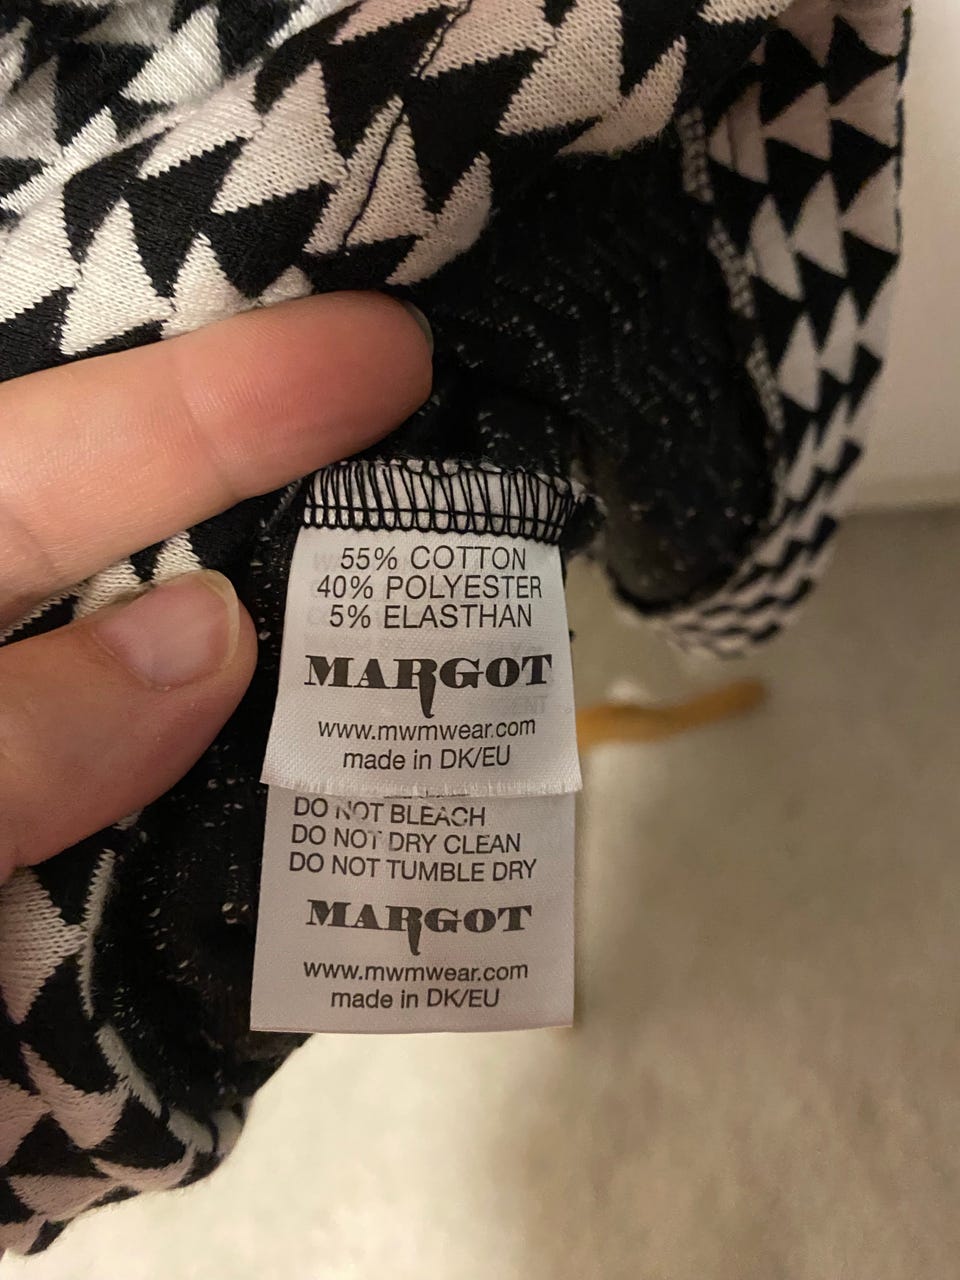 55% COTTON
40% POLYESTER
5% ELASTHAN
MARGOT
www.mwmwear.com
made in DK/EU
DO NOT BLEACH
DO NOT DRY CLEAN
DO NOT TUMBLE DRY
MARGOT
www.mwmwear.com
made in DK/EU